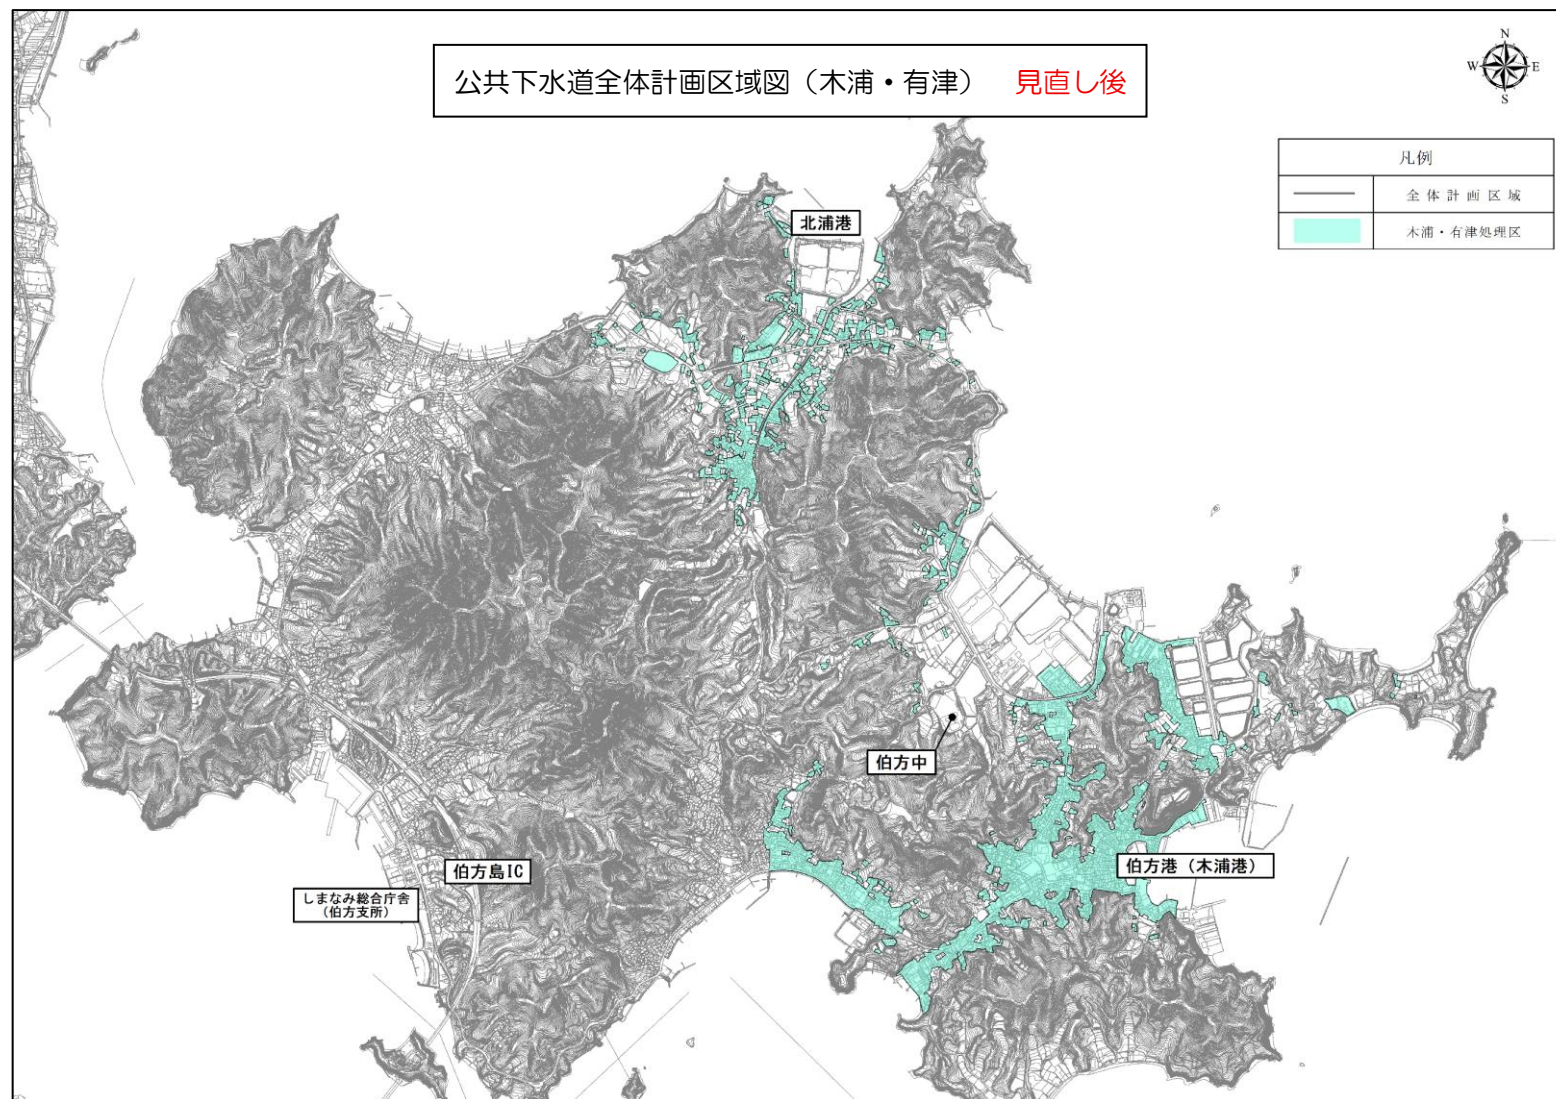 公共下水道全体計画区域図（木浦・有津）　見直し後
N
W E
S
凡例
全体計画区域
木浦・有津処理区
北浦港
伯方中
伯方島IC
伯方港（木浦港）
しまなみ総合庁舎
（伯方支所）